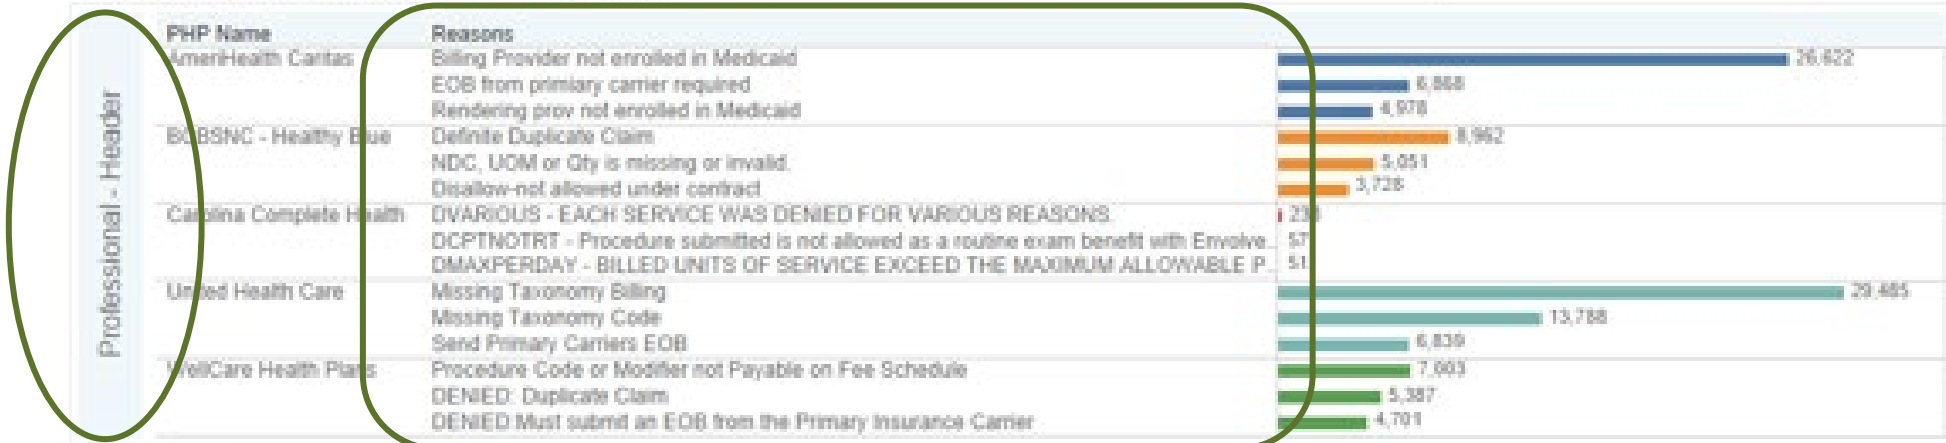 Professional - Header
PHP Name Reasons
AmeriHealth Caritas Billing Provider not enrolled in Medicaid 26,622
EOB from primiary carrier required 6,868
Rendering prov not enrolled in Medicaid 4,978
BCBSNC - Healthy Blue Definite Duplicate Claim 8,962
NDC, UOM or Qty is missing or invalid. 5,051
Disallow-not allowed under contract 3,728
Carolina Complete Health DVARIOUS - EACH SERVICE WAS DENIED FOR VARIOUS REASONS.
DCPTNOTRT - Procedure submitted is not allowed as a routine exam benefit with Envolve.. 57
DMAXPERDAY - BILLED UNITS OF SERVICE EXCEED THE MAXIMUM ALLOWABLE P.. 51
United Health Care Missing Taxonomy Billing 29,485
Missing Taxonomy Code 13,788
Send Primary Carriers EOB 6,839
WellCare Health Plans Procedure Code or Modifier not Payable on Fee Schedule 7,003
DENIED: Duplicate Claim 5,387
DENIED Must submit an EOB from the Primary Insurance Carrier 4,701